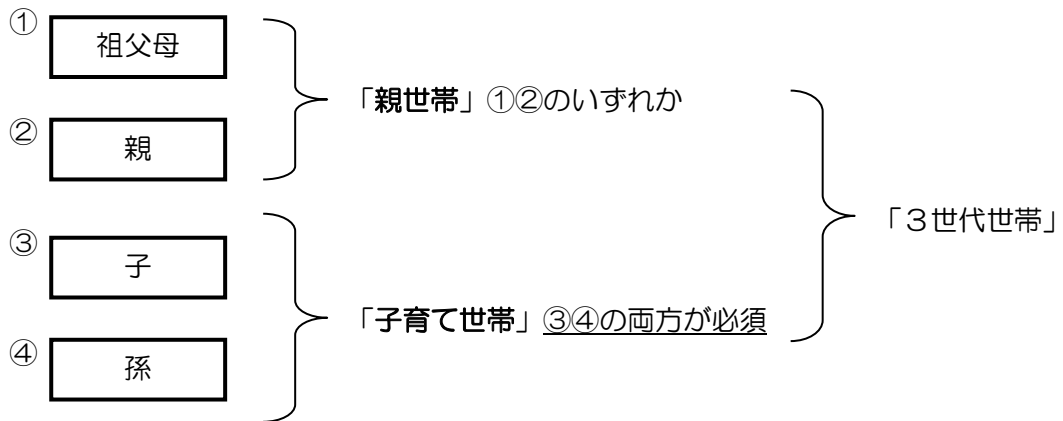 ①
祖父母
「親世帯」①②のいずれか
②
親
「３世代世帯」
③
子
「子育て世帯」③④の両方が必須
④
孫